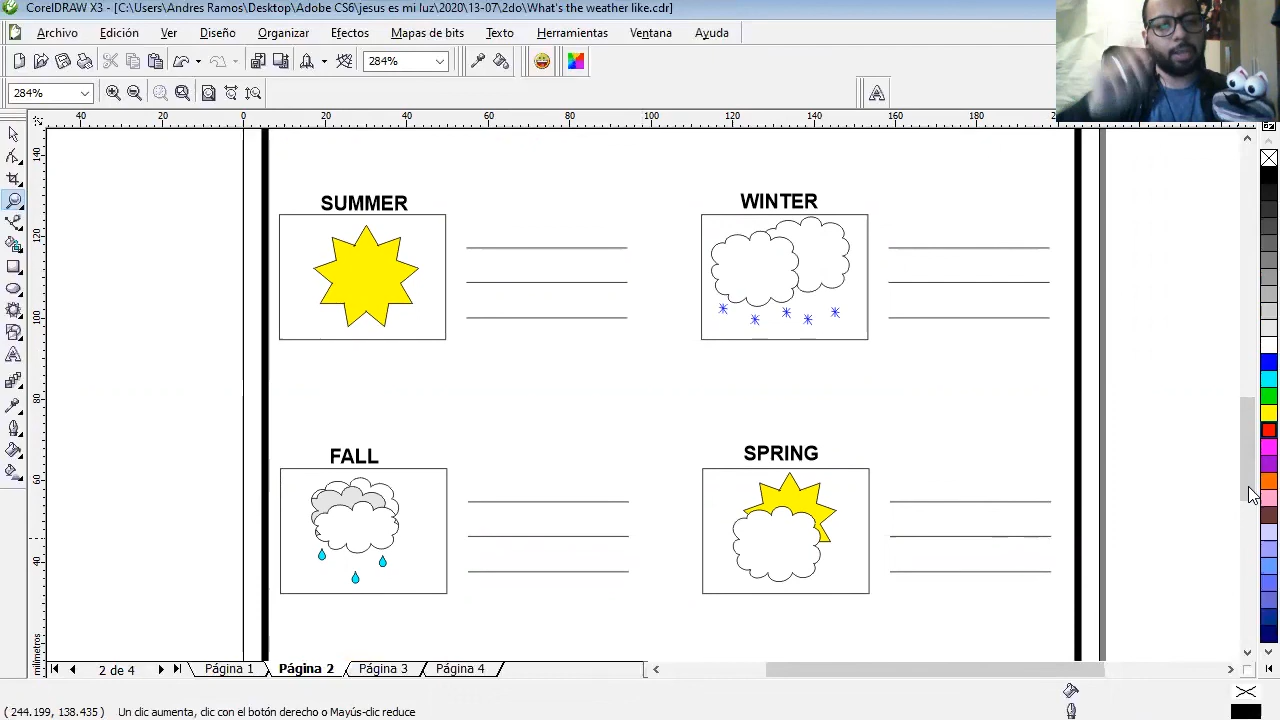 CorelDRAW X3 - [C:\Users\Andres Ramos\Desktop\Adobe CS6\jesus es mi luz\2020\13-07\2do\What's the weather like.cdr]
Archivo Edición Ver Diseño Organizar Efectos Mapas de bits Texto Herramientas Ventana Ayuda
284%
284%
40 20 0 20 40 60 80 100 120 140 160
140
120
100
80
60
40
milímetros
SUMMER WINTER
FALL SPRING
2 de 4 Página 1 Página 2 Página 3 Página 4
( 244.199, 138.435 ) Un clic aumenta, clic con el botón derecho o Mayús-clic reduce